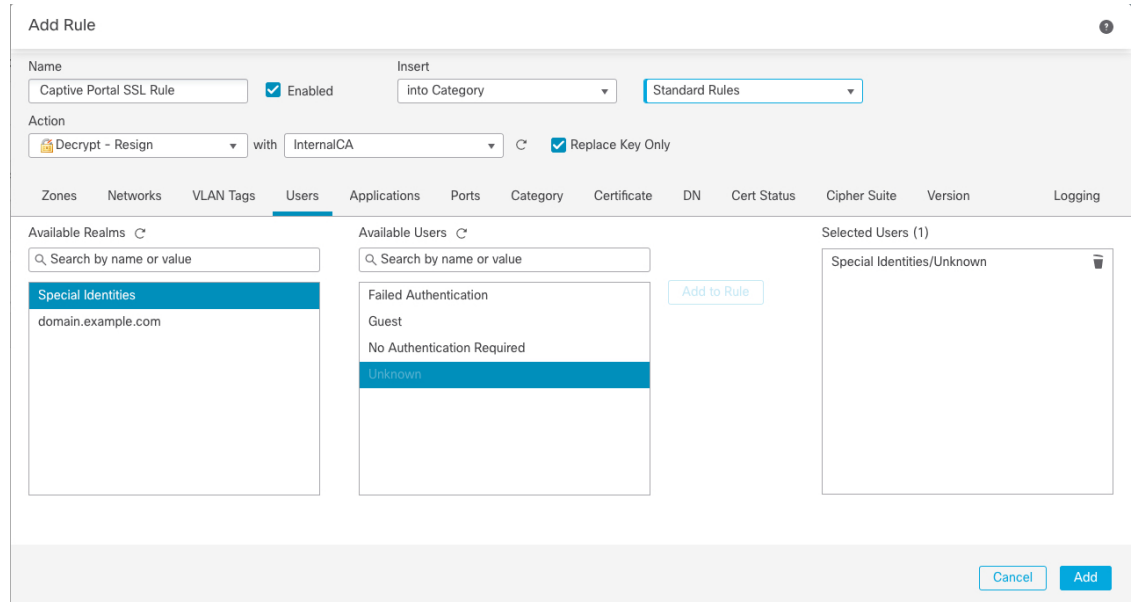 Add Rule
?
Name
Insert
Captive Portal SSL Rule
Enabled
into Category
Standard Rules
Action
Decrypt - Resign
with
InternalCA
Replace Key Only
Zones
Networks
VLAN Tags
Users
Applications
Ports
Category
Certificate
DN
Cert Status
Cipher Suite
Version
Logging
Available Realms
Search by name or value
Special Identities
domain.example.com
Available Users
Search by name or value
Failed Authentication
Guest
No Authentication Required
Unknown
Add to Rule
Selected Users (1)
Special Identities/Unknown
Cancel
Add